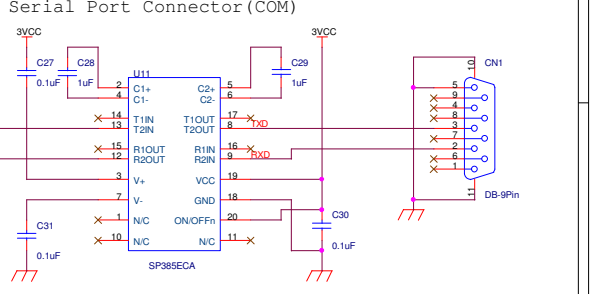 Serial Port Connector(COM)
3VCC
3VCC
C27
0.1uF
C28
1uF
U11
C29
1uF
CN1
2 C1+ C2+ 5
4 C1- C2- 6
14 T1IN T1OUT 17
13 T2IN T2OUT 8 TXD
15 R1OUT R1IN 16
12 R2OUT R2IN 9 RXD
3 V+ VCC 19
7 V- GND 18
1 N/C ON/OFFn 20
10 N/C N/C 11
SP385ECA
C31
0.1uF
C30
0.1uF
10
5
9
4
8
3
7
2
6
1
11
DB-9Pin